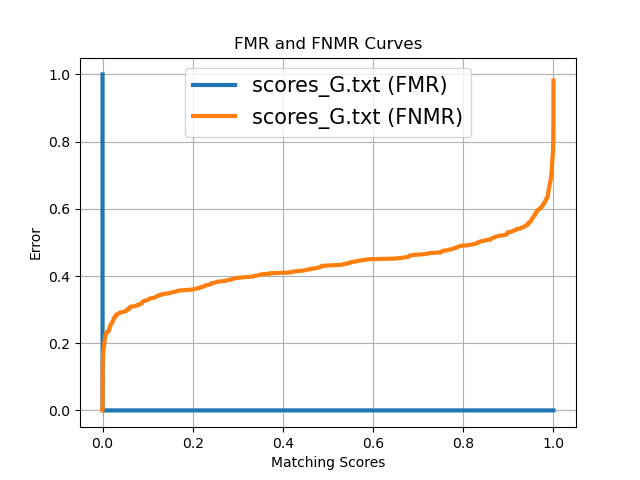 FMR and FNMR Curves
scores_G.txt (FMR)
scores_G.txt (FNMR)
Error
1.0
0.8
0.6
0.4
0.2
0.0
0.0 0.2 0.4 0.6 0.8 1.0
Matching Scores